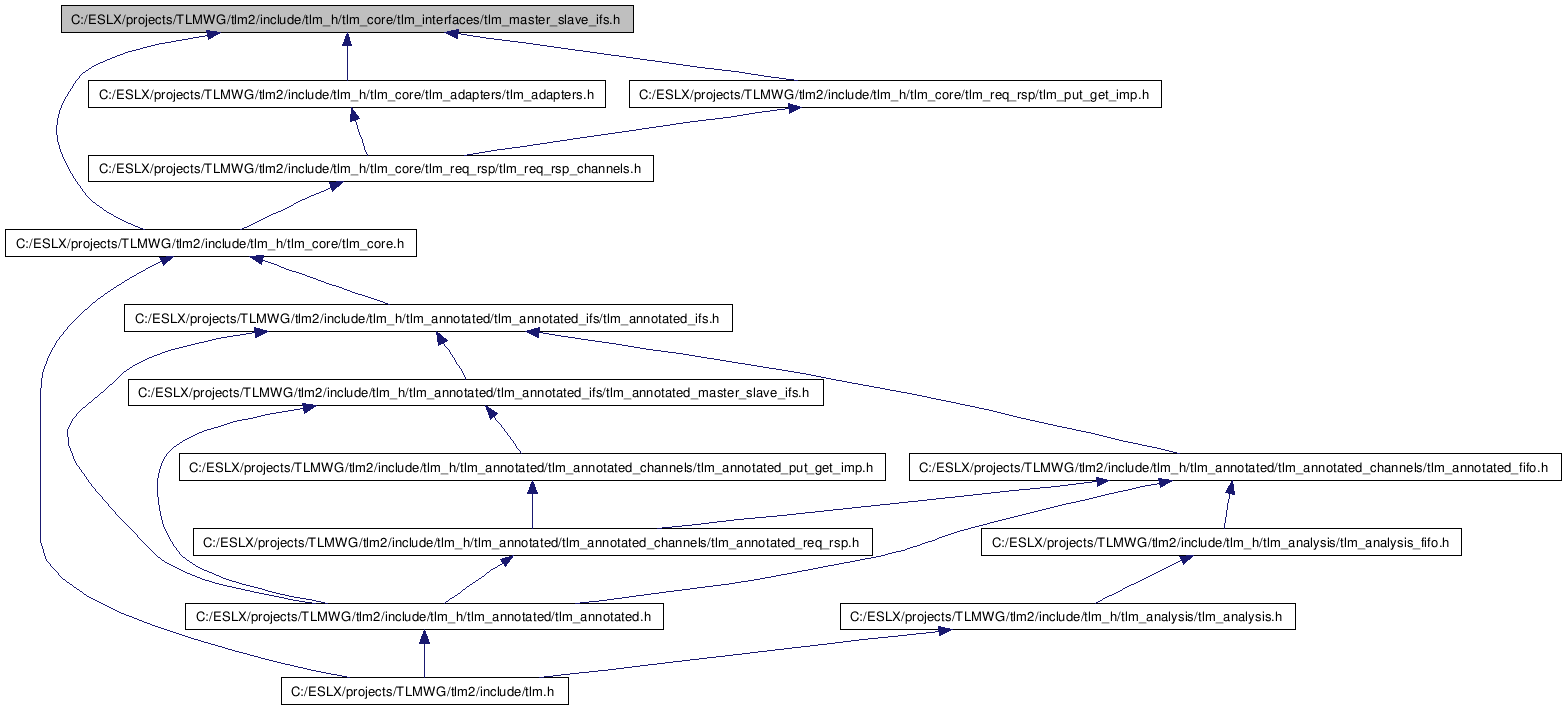 C:/ESLX/projects/TLMWG/tlm2/include/tlm_h/tlm_core/tlm_interfaces/tlm_master_slave_ifs.h
C:/ESLX/projects/TLMWG/tlm2/include/tlm_h/tlm_core/tlm_adapters/tlm_adapters.h
C:/ESLX/projects/TLMWG/tlm2/include/tlm_h/tlm_core/tlm_req_rsp/tlm_put_get_imp.h
C:/ESLX/projects/TLMWG/tlm2/include/tlm_h/tlm_core/tlm_req_rsp/tlm_req_rsp_channels.h
C:/ESLX/projects/TLMWG/tlm2/include/tlm_h/tlm_core/tlm_core.h
C:/ESLX/projects/TLMWG/tlm2/include/tlm_h/tlm_annotated/tlm_annotated_ifs/tlm_annotated_ifs.h
C:/ESLX/projects/TLMWG/tlm2/include/tlm_h/tlm_annotated/tlm_annotated_ifs/tlm_annotated_master_slave_ifs.h
C:/ESLX/projects/TLMWG/tlm2/include/tlm_h/tlm_annotated/tlm_annotated_channels/tlm_annotated_put_get_imp.h
C:/ESLX/projects/TLMWG/tlm2/include/tlm_h/tlm_annotated/tlm_annotated_channels/tlm_annotated_fifo.h
C:/ESLX/projects/TLMWG/tlm2/include/tlm_h/tlm_annotated/tlm_annotated_channels/tlm_annotated_req_rsp.h
C:/ESLX/projects/TLMWG/tlm2/include/tlm_h/tlm_analysis/tlm_analysis_fifo.h
C:/ESLX/projects/TLMWG/tlm2/include/tlm_h/tlm_annotated/tlm_annotated.h
C:/ESLX/projects/TLMWG/tlm2/include/tlm_h/tlm_analysis/tlm_analysis.h
C:/ESLX/projects/TLMWG/tlm2/include/tlm.h